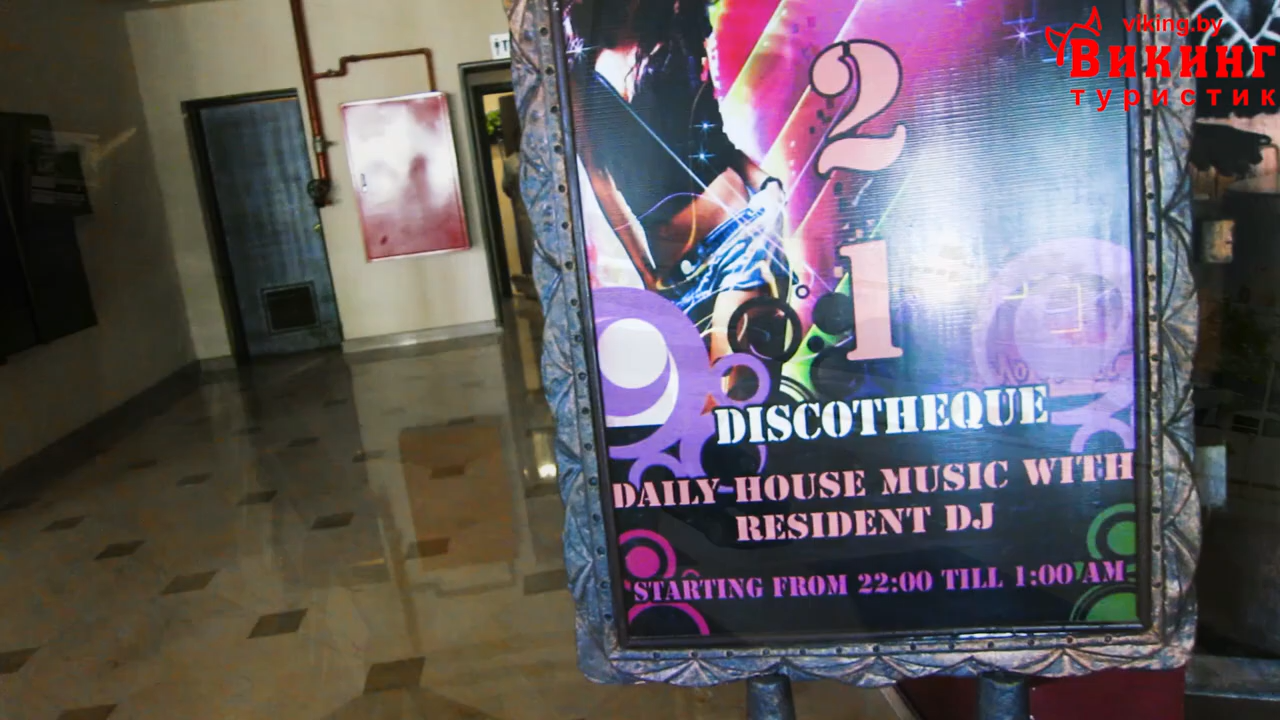 viking.by
Викинг
туристик
2
1
DISCOTHEQUE
DAILY HOUSE MUSIC WITH
RESIDENT DJ
STARTING FROM 22:00 TILL 1:00 AM